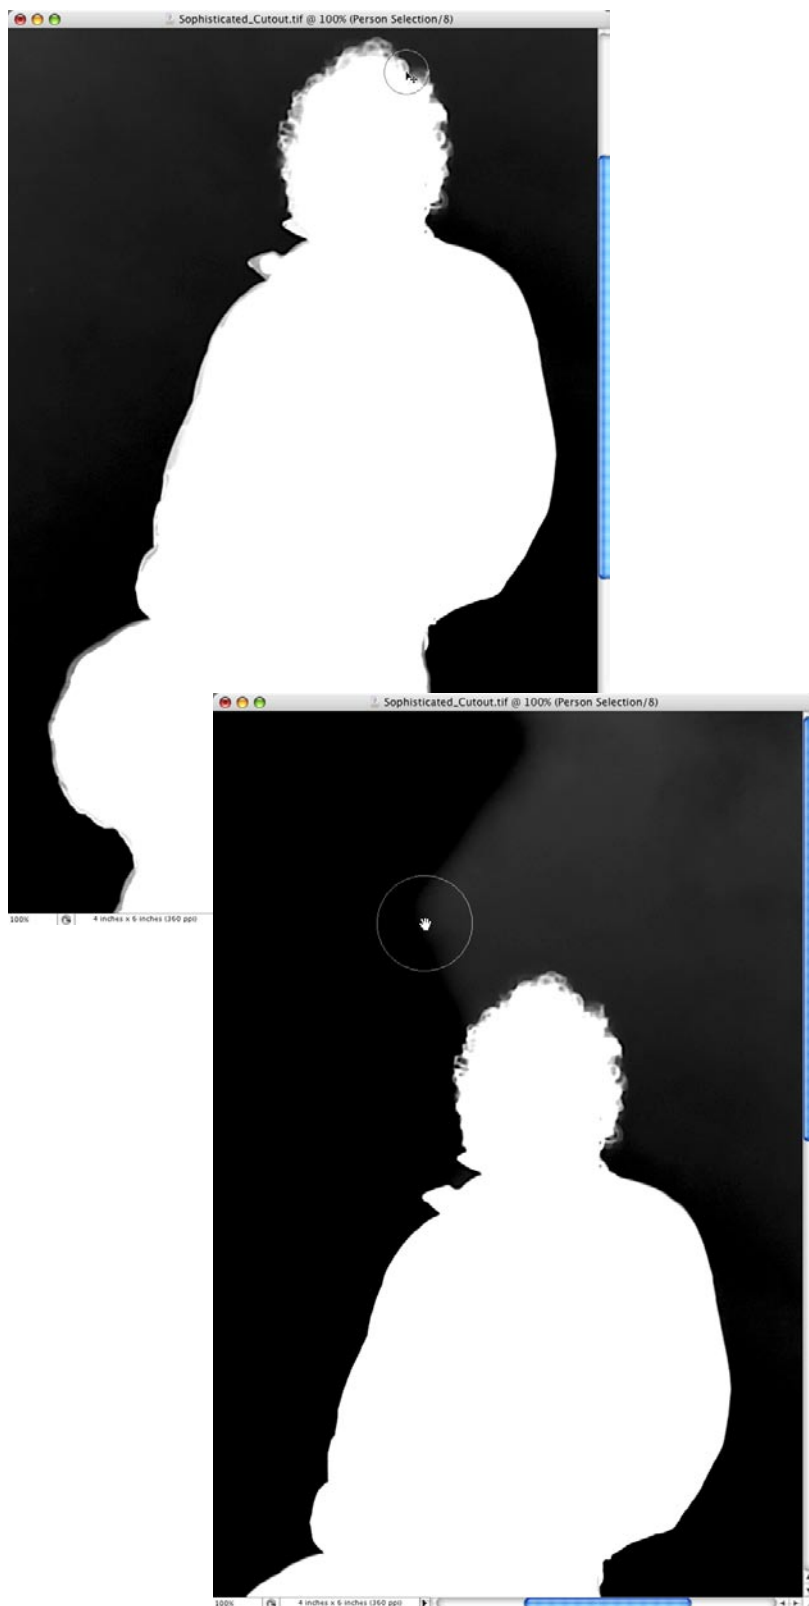 Sophisticated_Cutout.tif @ 100% (Person Selection/8)
100%
4 inches x 6 inches (360 ppi)
Sophisticated_Cutout.tif @ 100% (Person Selection/8)
100%
4 inches x 6 inches (360 ppi)